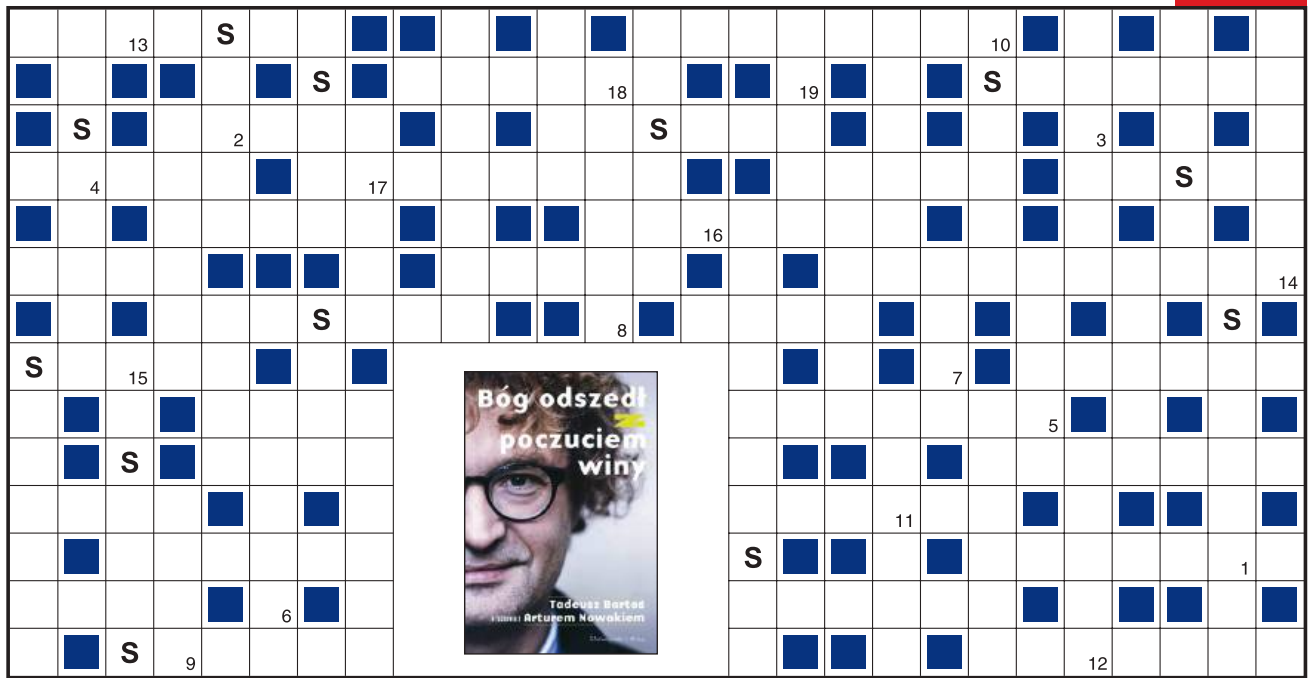 13 S 10
S 18 19 S
S 2 S 3
4 17 S
16
14
S 8 S
S 15 7
5
S
11
S 1
6
S 9 12
Bóg odszedł
z
poczuciem
winy
Tadeusz Bartoś
Arturem Nowakiem